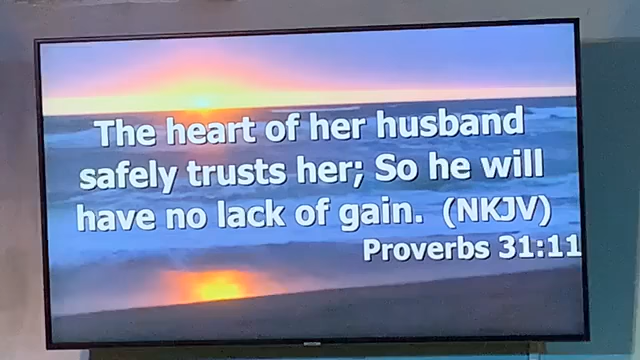 The heart of her husband
safely trusts her; So he will
have no lack of gain. (NKJV)
Proverbs 31:11